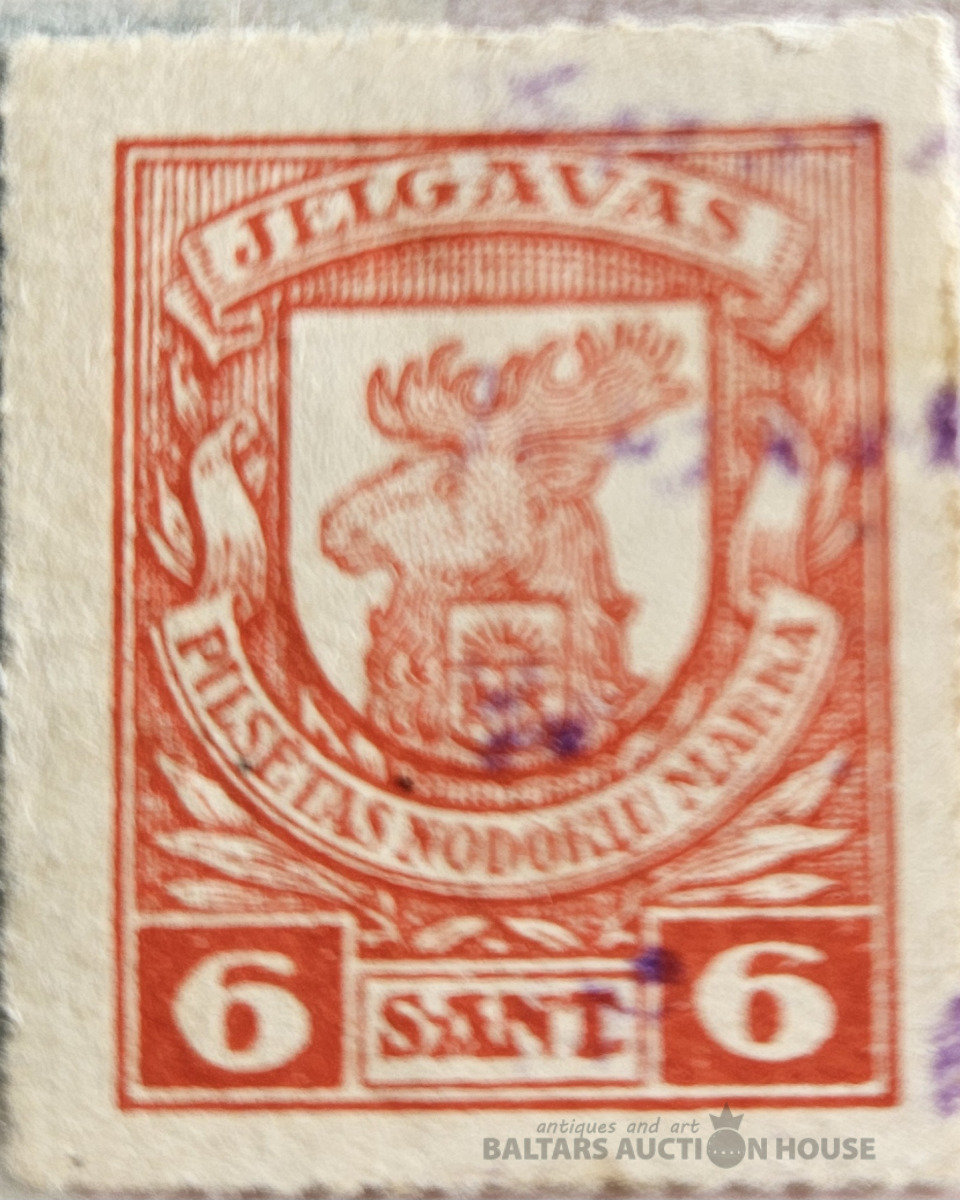 JELGAVAS
PILSĒTAS NODOKĻU MARKA
6 SANT 6
antiques and art
BALTARS AUCTION HOUSE